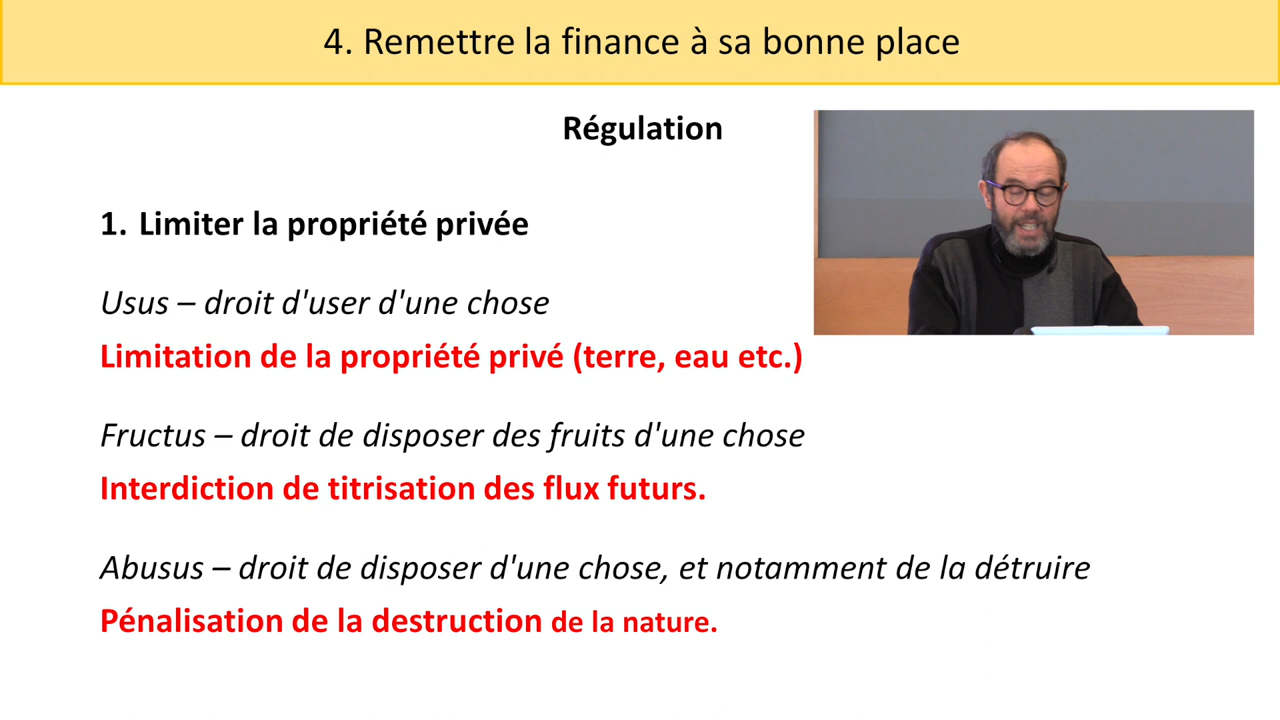 4. Remettre la finance à sa bonne place
Régulation
1. Limiter la propriété privée
Usus – droit d'user d'une chose
Limitation de la propriété privé (terre, eau etc.)
Fructus – droit de disposer des fruits d'une chose
Interdiction de titrisation des flux futurs.
Abusus – droit de disposer d'une chose, et notamment de la détruire
Pénalisation de la destruction de la nature.